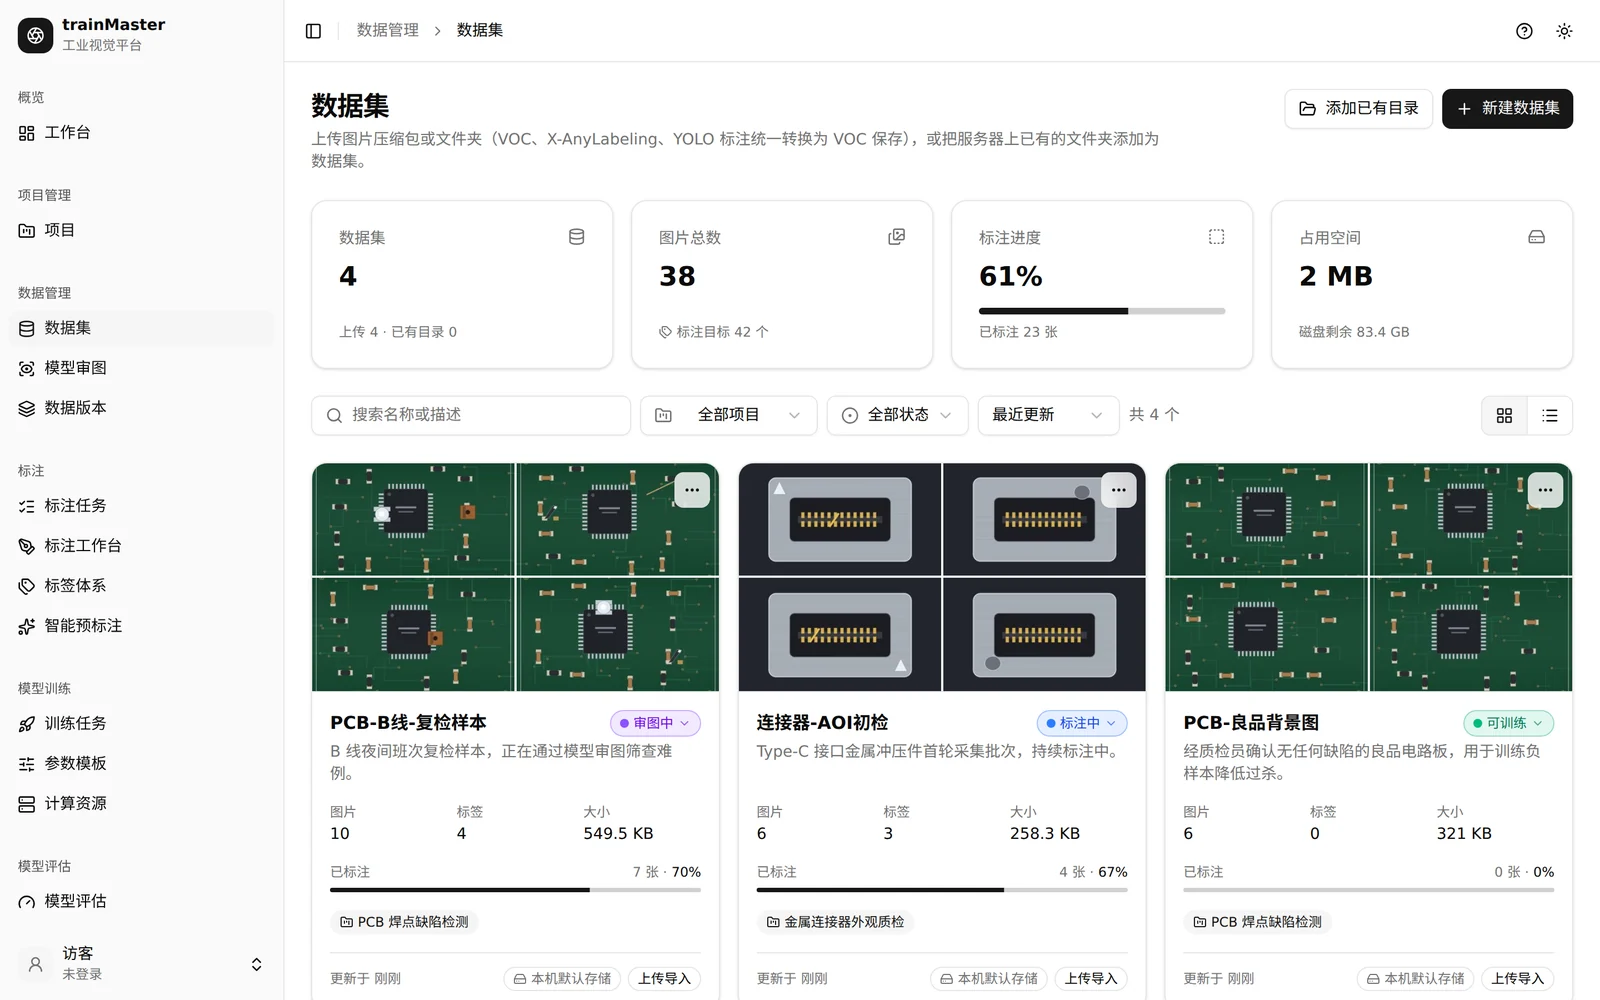 trainMaster
工业视觉平台
概览
工作台
项目管理
项目
数据管理
数据集
模型审图
数据版本
标注
标注任务
标注工作台
标签体系
智能预标注
模型训练
训练任务
参数模板
计算资源
模型评估
模型评估
访客
未登录
数据管理 > 数据集
数据集
上传图片压缩包或文件夹（VOC、X-AnyLabeling、YOLO 标注统一转换为 VOC 保存），或把服务器上已有的文件夹添加为
数据集。
添加已有目录
新建数据集
数据集
4
上传 4 · 已有目录 0
图片总数
38
标注目标 42 个
标注进度
61%
已标注 23 张
占用空间
2 MB
磁盘剩余 83.4 GB
搜索名称或描述
全部项目
全部状态
最近更新
共 4 个
PCB-B线-复检样本
审图中
B 线夜间班次复检样本，正在通过模型审图筛查难
例。
图片 标签 大小
10 4 549.5 KB
已标注 7 张 · 70%
PCB 焊点缺陷检测
更新于 刚刚 本机默认存储 上传导入
连接器-AOI初检
标注中
Type-C 接口金属冲压件首轮采集批次，持续标注中。
图片 标签 大小
6 3 258.3 KB
已标注 4 张 · 67%
金属连接器外观质检
更新于 刚刚 本机默认存储 上传导入
PCB-良品背景图
可训练
经质检员确认无任何缺陷的良品电路板，用于训练负
样本降低过杀。
图片 标签 大小
6 0 321 KB
已标注 0 张 · 0%
PCB 焊点缺陷检测
更新于 刚刚 本机默认存储 上传导入